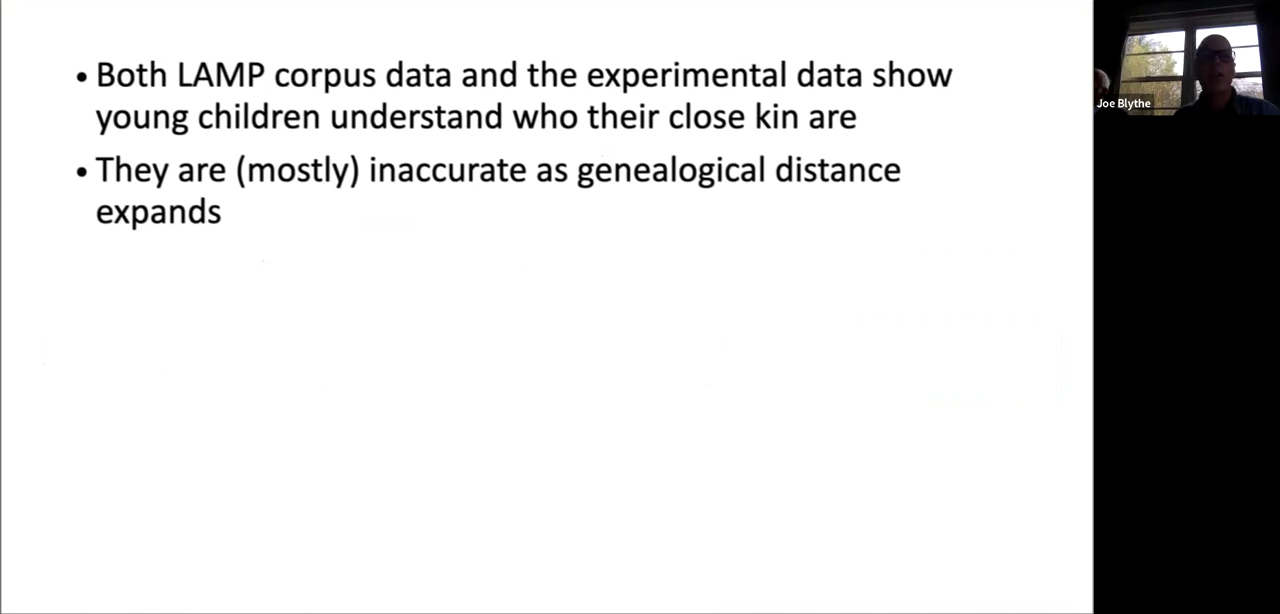 • Both LAMP corpus data and the experimental data show
young children understand who their close kin are
• They are (mostly) inaccurate as genealogical distance
expands
Joe Blythe